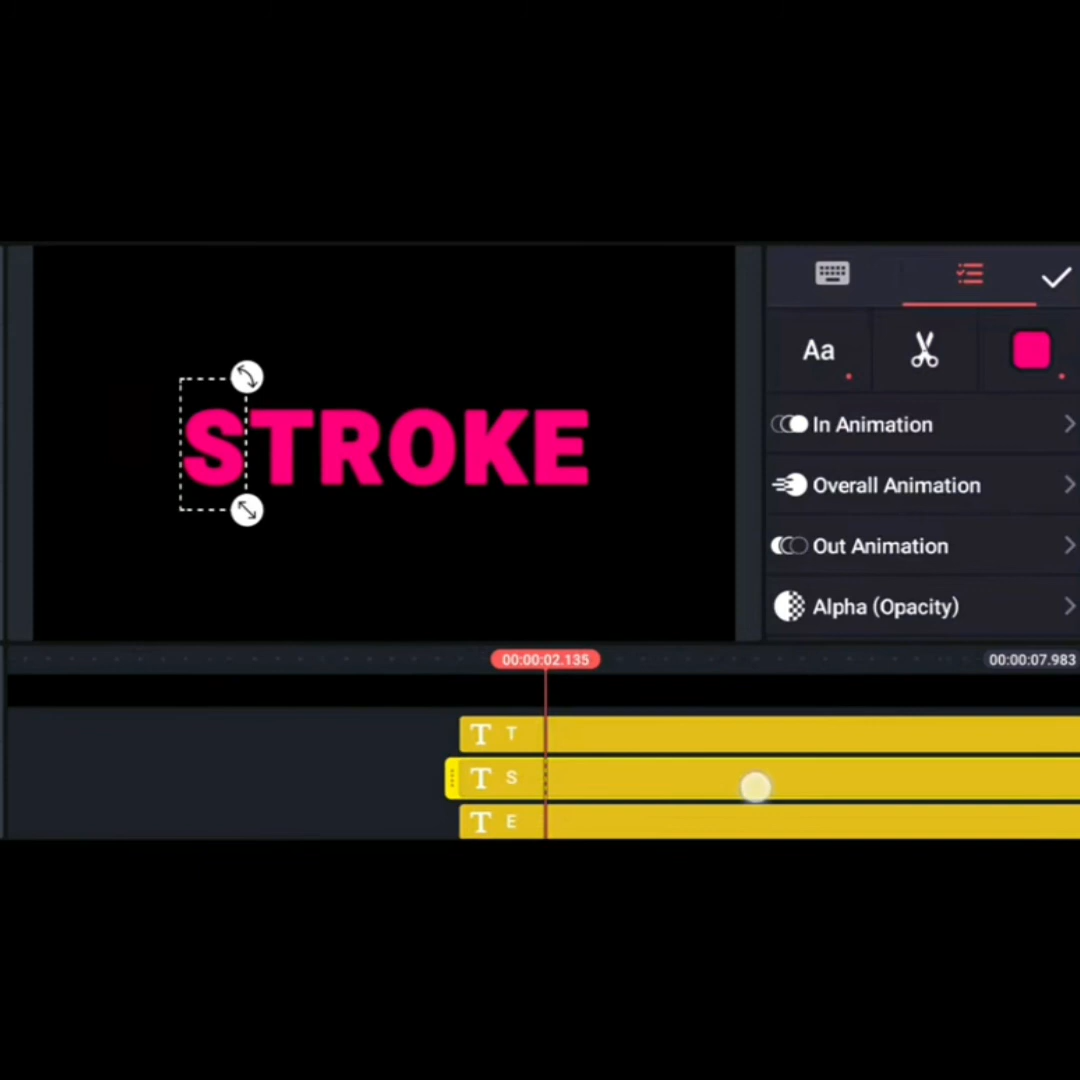 Aa
STROKE
In Animation
Overall Animation
Out Animation
Alpha (Opacity)
00:00:02.135
00:00:07.983
T T
T S
T E